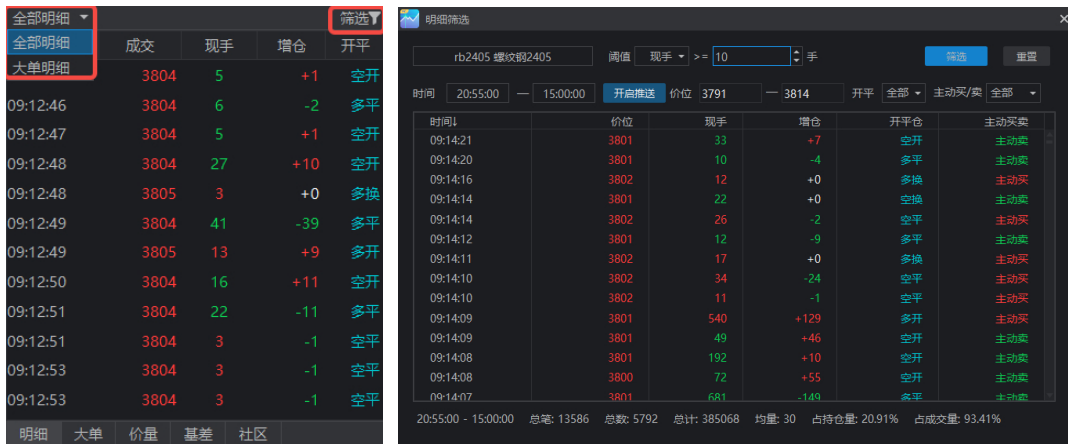 全部明细 筛选
全部明细 成交 现手 增仓 开平
大单明细 3804 5 +1 空开
09:12:46 3804 6 -2 多平
09:12:47 3804 5 +1 空开
09:12:48 3804 27 +10 空开
09:12:48 3805 3 +0 多换
09:12:49 3804 41 -39 多平
09:12:49 3805 13 +9 多开
09:12:50 3804 16 +11 空开
09:12:51 3804 22 -11 多平
09:12:51 3804 3 -1 空平
09:12:53 3804 3 -1 空平
09:12:53 3804 3 -1 空平
明细 大单 价量 基差 社区
明细筛选
rb2405 螺纹钢2405 阈值 现手 >= 10 手 筛选 重置
时间 20:55:00 — 15:00:00 开启推送 价位 3791 — 3814 开平 全部 主动买/卖 全部
时间↓ 价位 现手 增仓 开平仓 主动买卖
09:14:21 3801 33 +7 空开 主动卖
09:14:20 3801 10 -4 多平 主动卖
09:14:16 3802 12 +0 多换 主动买
09:14:14 3801 22 +0 空换 主动卖
09:14:14 3802 26 -2 空平 主动买
09:14:12 3801 12 -9 多平 主动卖
09:14:11 3802 17 +0 多换 主动买
09:14:10 3802 34 -24 空平 主动买
09:14:10 3802 11 -1 空平 主动买
09:14:09 3801 540 +129 多开 主动买
09:14:09 3801 49 +46 空开 主动卖
09:14:08 3801 192 +10 空开 主动卖
09:14:08 3800 72 +55 空开 主动卖
09:14:07 3801 681 -149 多平 主动卖
20:55:00 - 15:00:00 总笔: 13586 总数: 5792 总计: 385068 均量: 30 占持仓量: 20.91% 占成交量: 93.41%